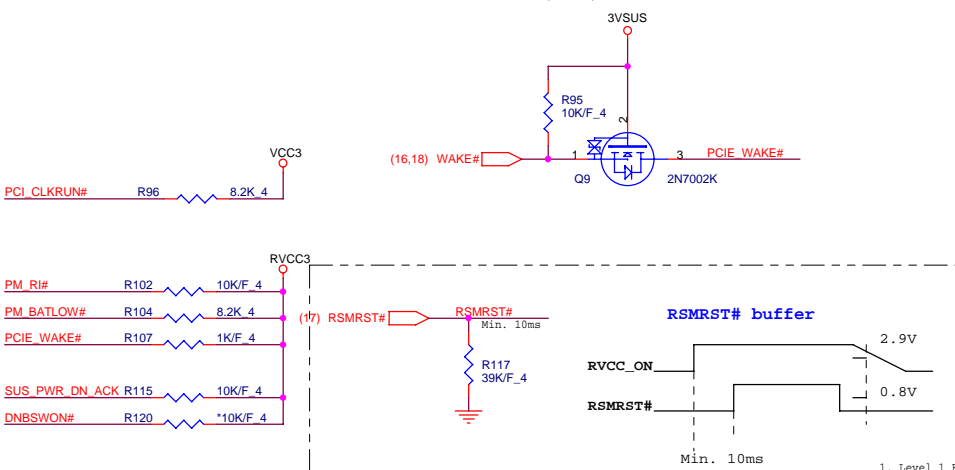 3VSUS
R95
10K/F_4
2
(16,18) WAKE#
1
3
PCIE_WAKE#
Q9
2N7002K
VCC3
PCI_CLKRUN#
R96
8.2K_4
RVCC3
PM_RI#
R102
10K/F_4
PM_BATLOW#
R104
8.2K_4
PCIE_WAKE#
R107
1K/F_4
SUS_PWR_DN_ACK
R115
10K/F_4
DNBSWON#
R120
*10K/F_4
(17) RSMRST#
RSMRST#
Min. 10ms
R117
39K/F_4
RSMRST# buffer
2.9V
RVCC_ON
0.8V
RSMRST#
Min. 10ms
1. Level 1